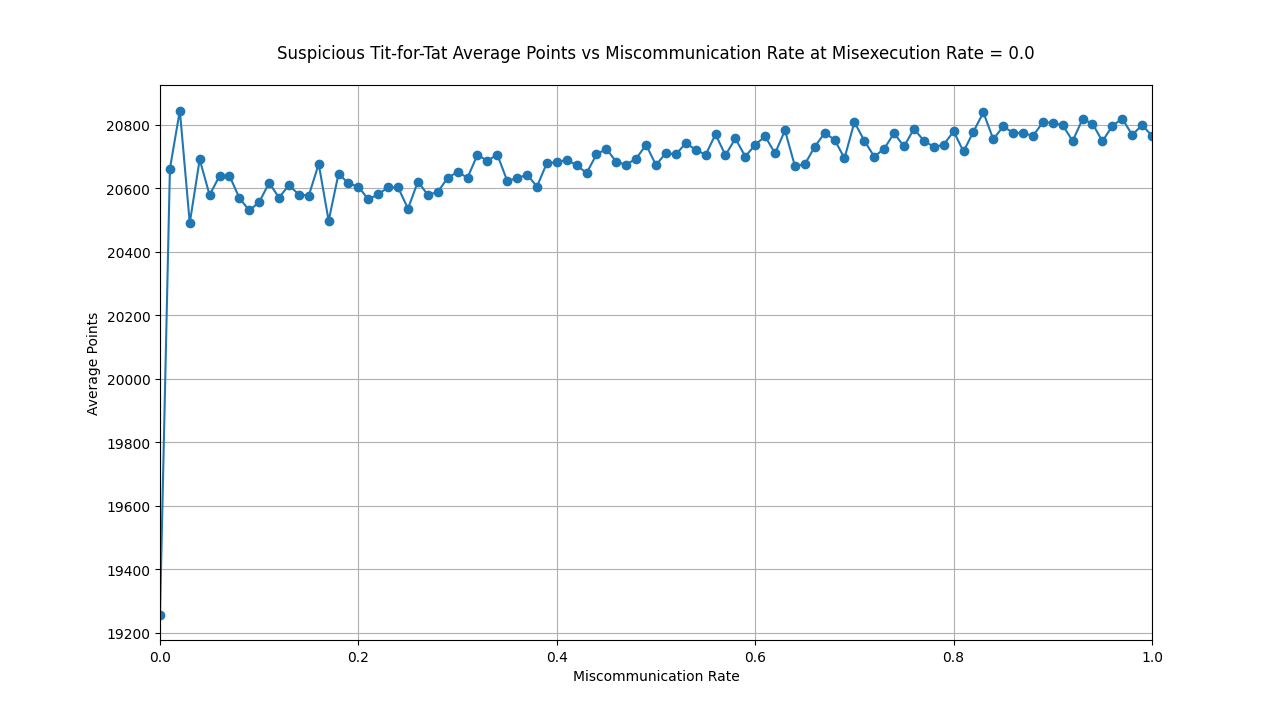 Suspicious Tit-for-Tat Average Points vs Miscommunication Rate at Misexecution Rate = 0.0
20800
20600
20400
20200
20000
19800
19600
19400
19200
Average Points
0.0 0.2 0.4 0.6 0.8 1.0
Miscommunication Rate